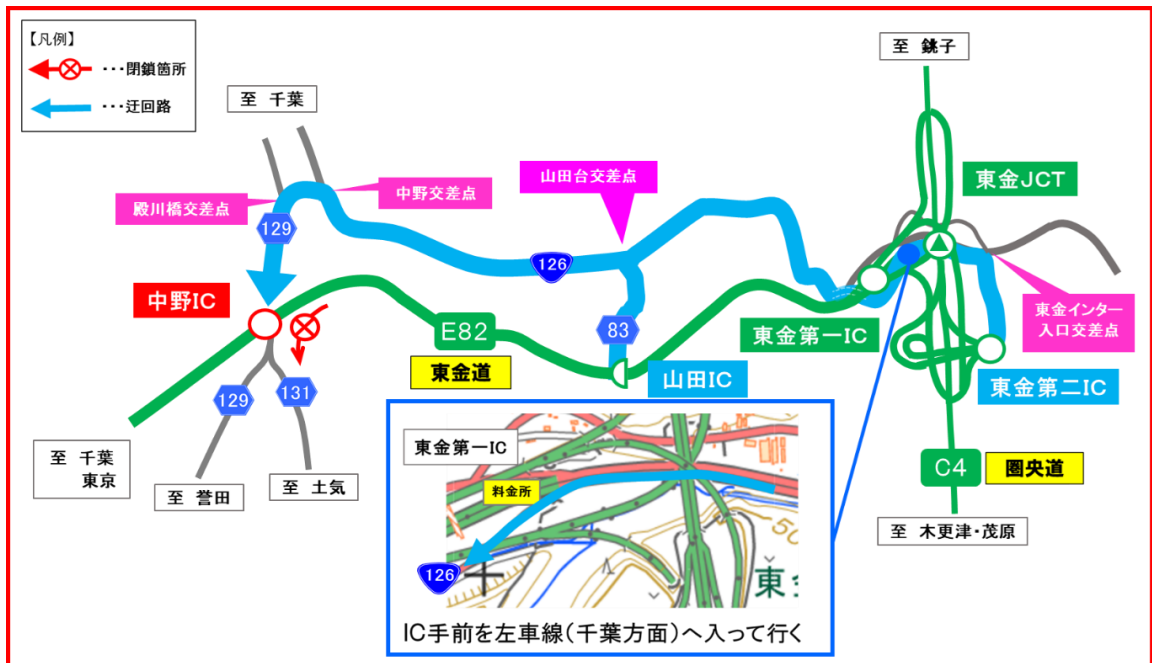 【凡例】
・・・閉鎖箇所
・・・迂回路
至 千葉
至 銚子
殿川橋交差点
中野交差点
山田台交差点
東金JCT
129
126
中野IC
E82
83
東金第一IC
東金インター
入口交差点
東金道
山田IC
東金第二IC
129
131
至 千葉
東京
至 誉田
至 土気
C4
圏央道
至 木更津・茂原
東金第一IC
料金所
50
126
東
IC手前を左車線(千葉方面)へ入って行く